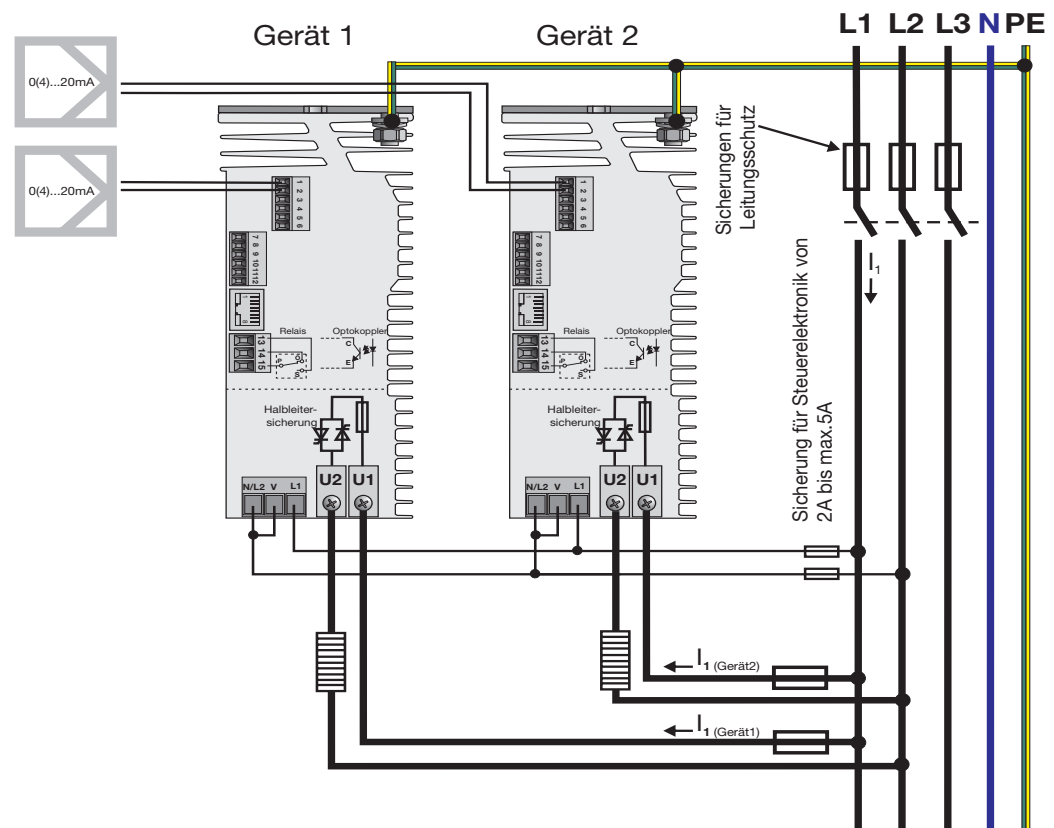 Gerät 1
Gerät 2
L1 L2 L3 N PE
0(4)...20mA
0(4)...20mA
Sicherungen für
Leitungsschutz
1 2 3 4 5 6
7 8 9 10 11 12
1
8
13 14 15
Relais
P
Ö
S
Optokoppler
C
E
Halbleiter-
sicherung
N/L2 V L1
U2 U1
1 2 3 4 5 6
7 8 9 10 11 12
1
8
13 14 15
Relais
P
Ö
S
Optokoppler
C
E
Halbleiter-
sicherung
N/L2 V L1
U2 U1
Sicherung für Steuerelektronik von
2A bis max.5A
I1
I1 (Gerät2)
I1 (Gerät1)